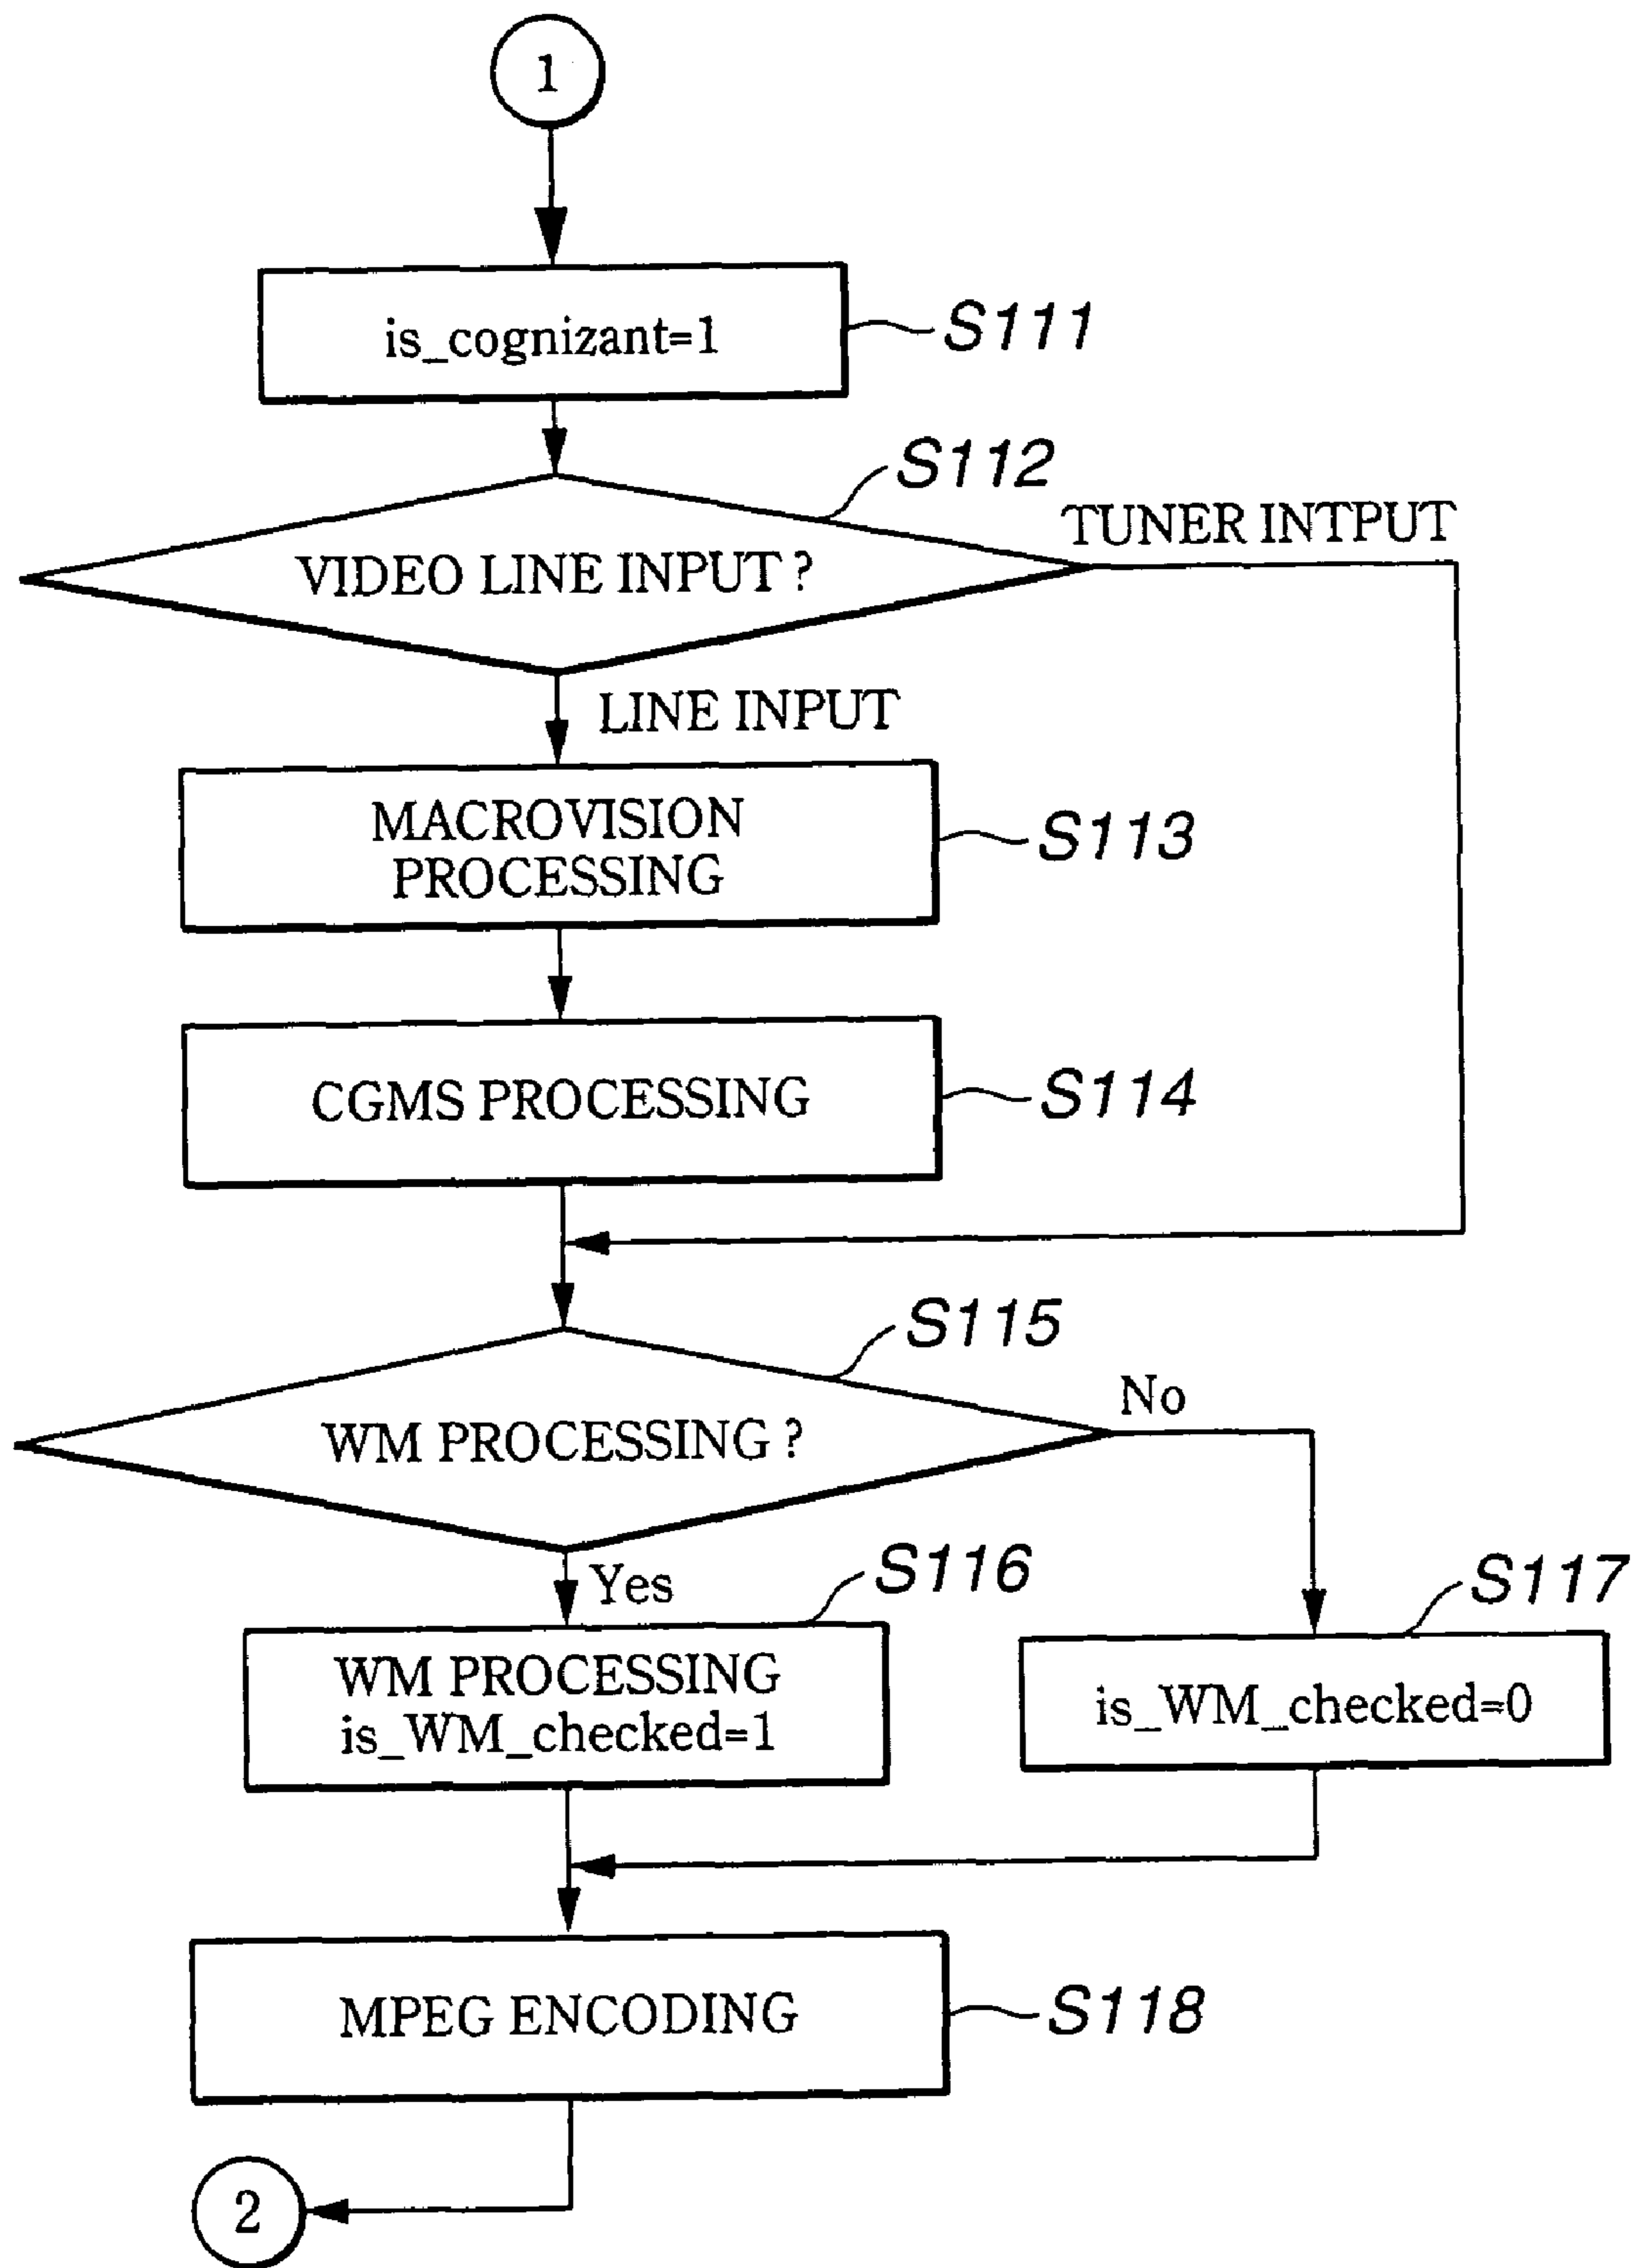 1
is_cognizant=1
S111
S112
TUNER INTPUT
VIDEO LINE INPUT ?
LINE INPUT
MACROVISION
PROCESSING
S113
CGMS PROCESSING
S114
S115
No
WM PROCESSING ?
Yes
S116
S117
WM PROCESSING
is_WM_checked=1
is_WM_checked=0
MPEG ENCODING
S118
2